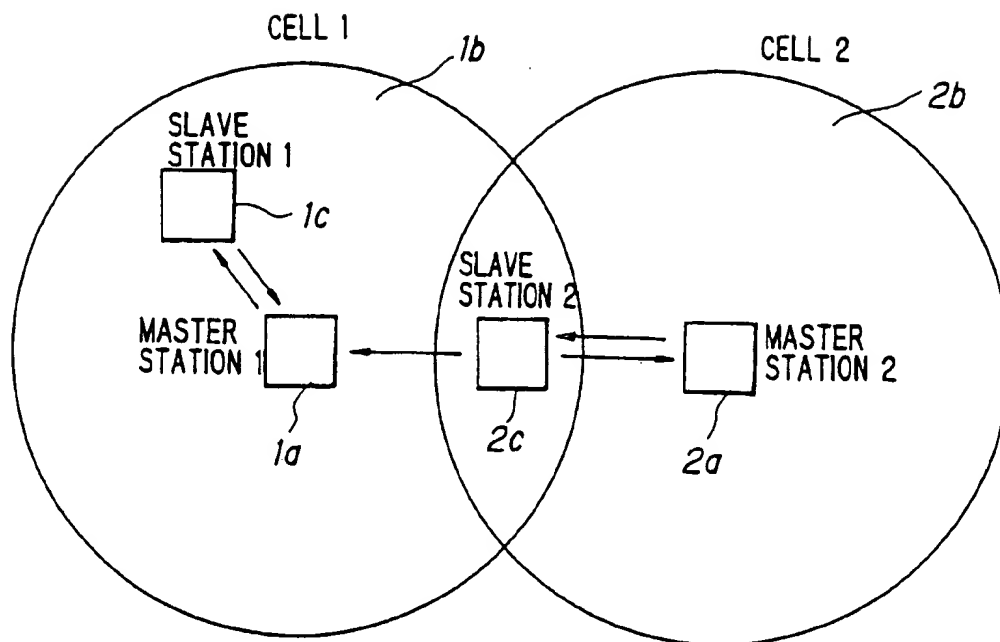 CELL 1
1b
CELL 2
2b
SLAVE
STATION 1
1c
SLAVE
STATION 2
MASTER
STATION 1
MASTER
STATION 2
1a
2c
2a